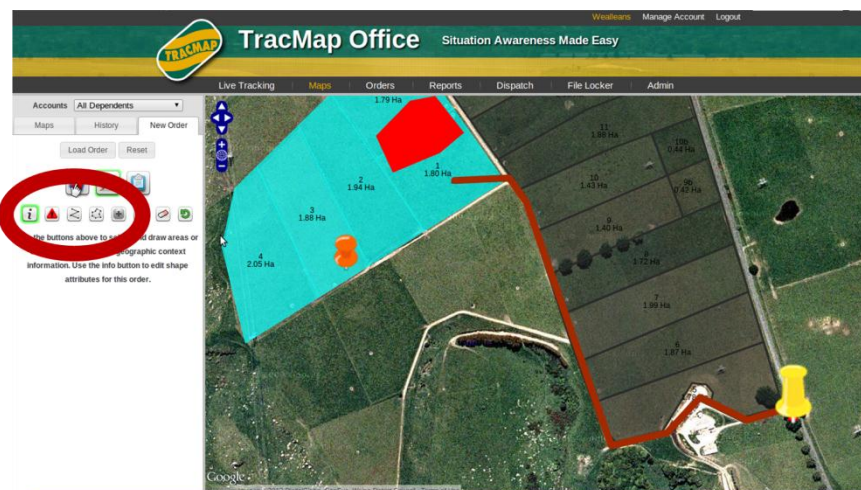 Wealleans Manage Account Logout
TRACMAP
TracMap Office Situation Awareness Made Easy
Live Tracking Maps Orders Reports Dispatch File Locker Admin
Accounts All Dependents
Maps History New Order
Load Order Reset
the buttons above to draw areas or
geographic context
information. Use the info button to edit shape
attributes for this order.
1.79 Ha
1
1.80 Ha
2
1.94 Ha
3
1.88 Ha
4
2.05 Ha
11
1.88 Ha
10b
0.44 Ha
10
1.43 Ha
9b
0.42 Ha
9
1.40 Ha
1.72 Ha
7
1.99 Ha
6
1.87 Ha
Google